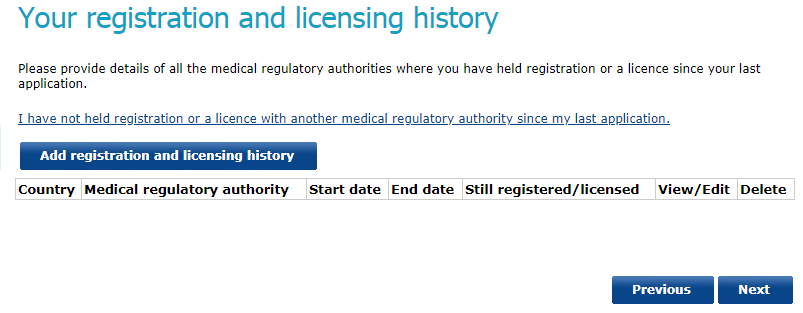 Your registration and licensing history
Please provide details of all the medical regulatory authorities where you have held registration or a licence since your last
application.
I have not held registration or a licence with another medical regulatory authority since my last application.
Add registration and licensing history
Country Medical regulatory authority Start date End date Still registered/licensed View/Edit Delete
Previous Next